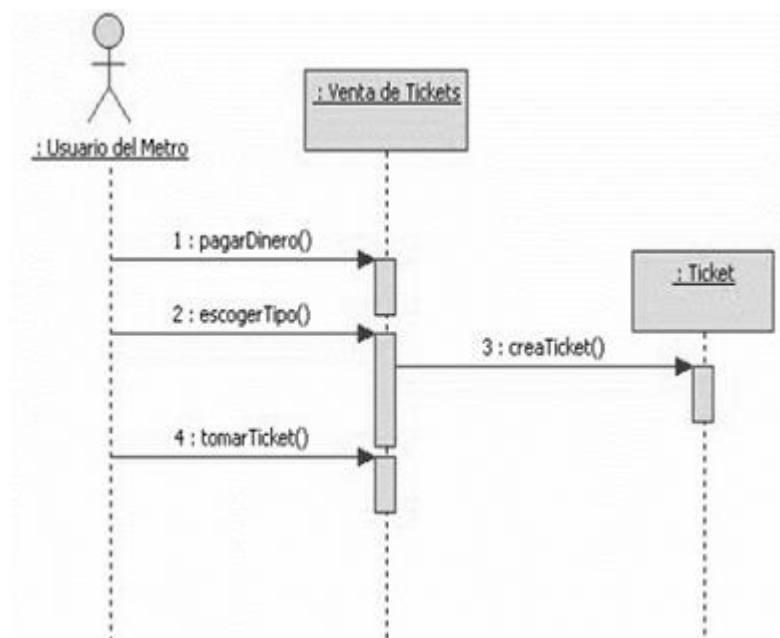 : Venta de Tickets
: Usuario del Metro
1 : pagarDinero()
: Ticket
2 : escogerTipo()
3 : creaTicket()
4 : tomarTicket()